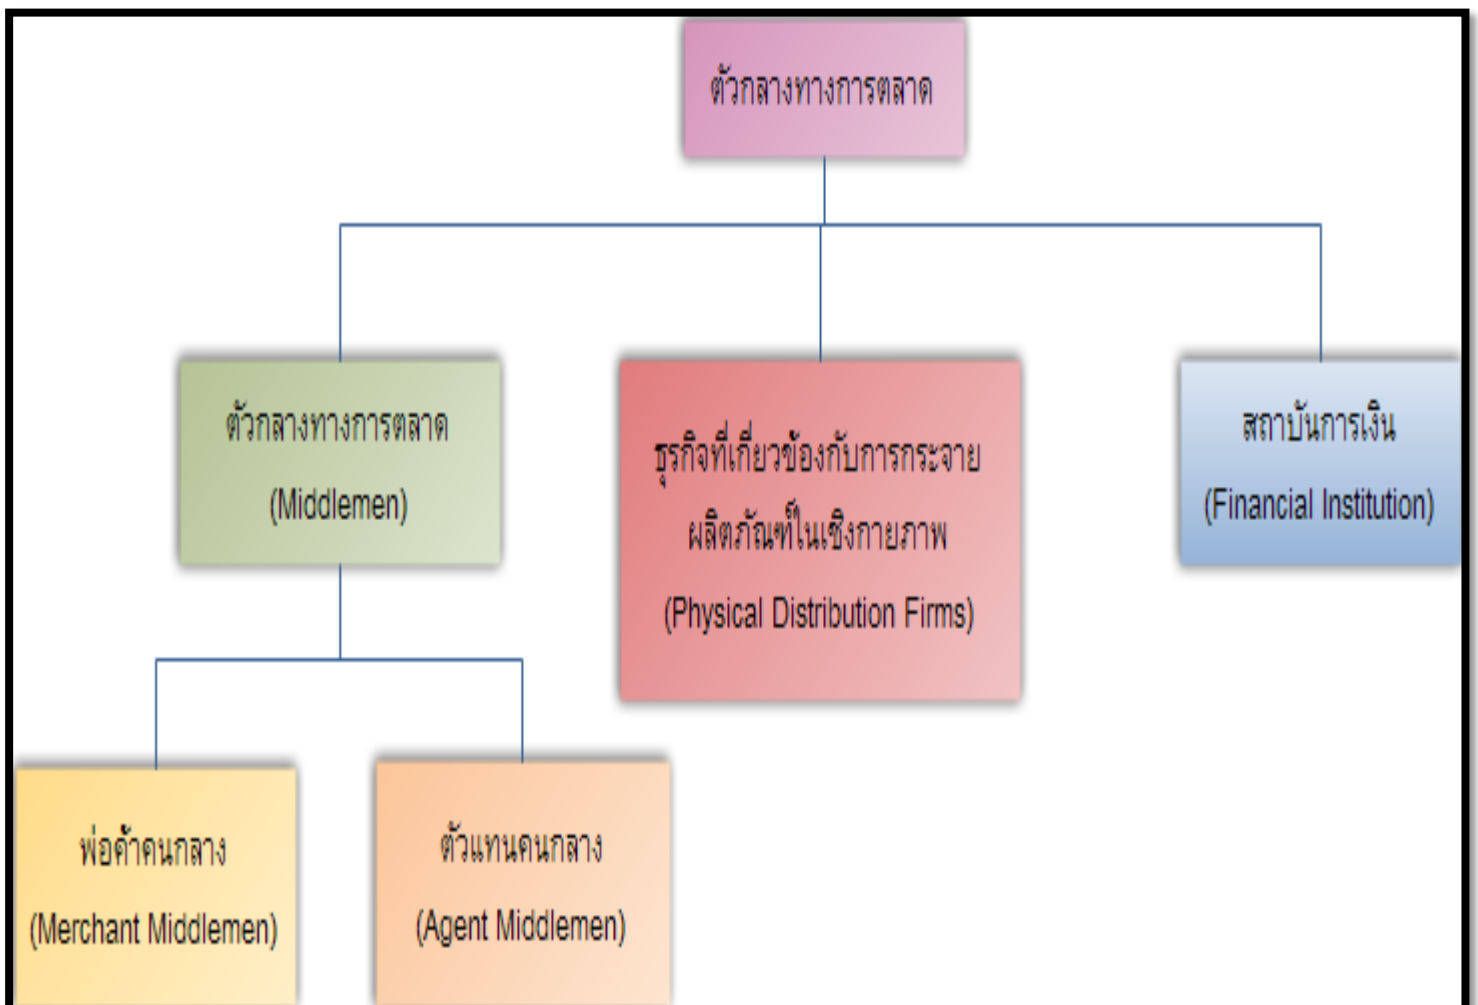 ตัวกลางทางการตลาด
ตัวกลางทางการตลาด
(Middlemen)
ธุรกิจที่เกี่ยวข้องกับการกระจาย
ผลิตภัณฑ์ในเชิงกายภาพ
(Physical Distribution Firms)
สถาบันการเงิน
(Financial Institution)
พ่อค้าคนกลาง
(Merchant Middlemen)
ตัวแทนคนกลาง
(Agent Middlemen)